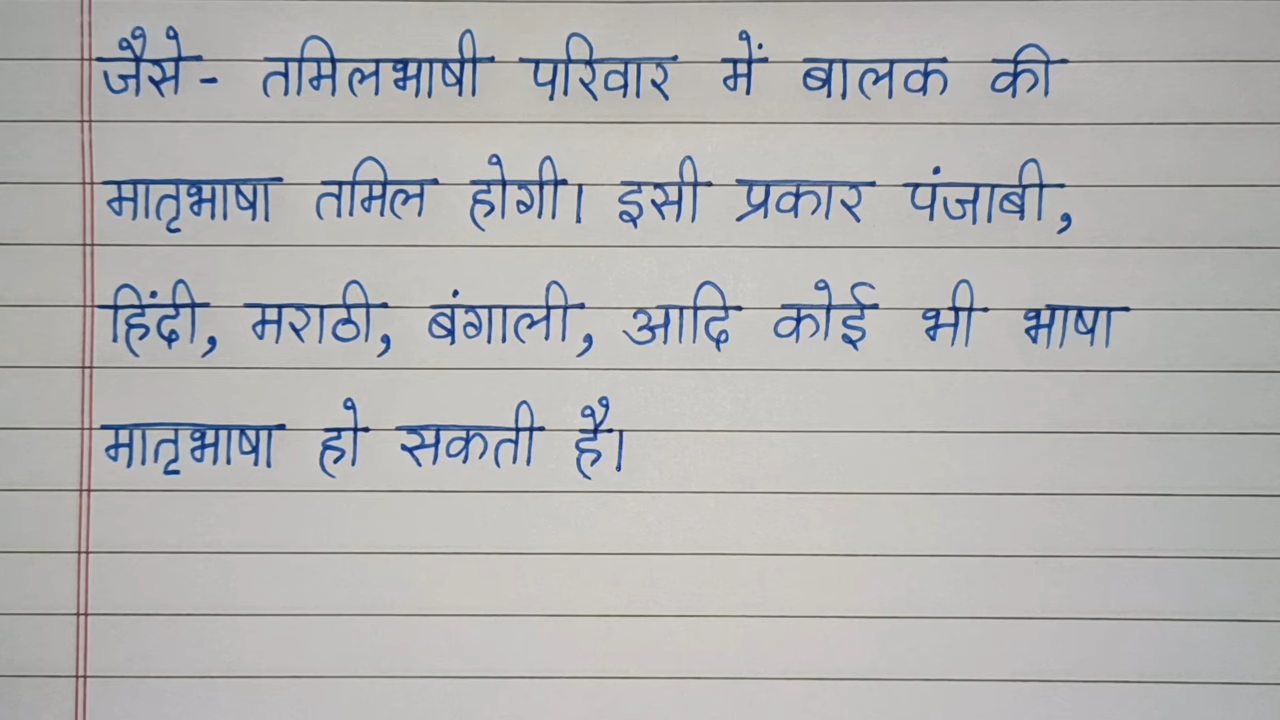 जैसे- तमिलभाषी परिवार में बालक की
मातृभाषा तमिल होगी। इसी प्रकार पंजाबी,
हिंदी, मराठी, बंगाली, आदि कोई भी भाषा
मातृभाषा हो सकती है।